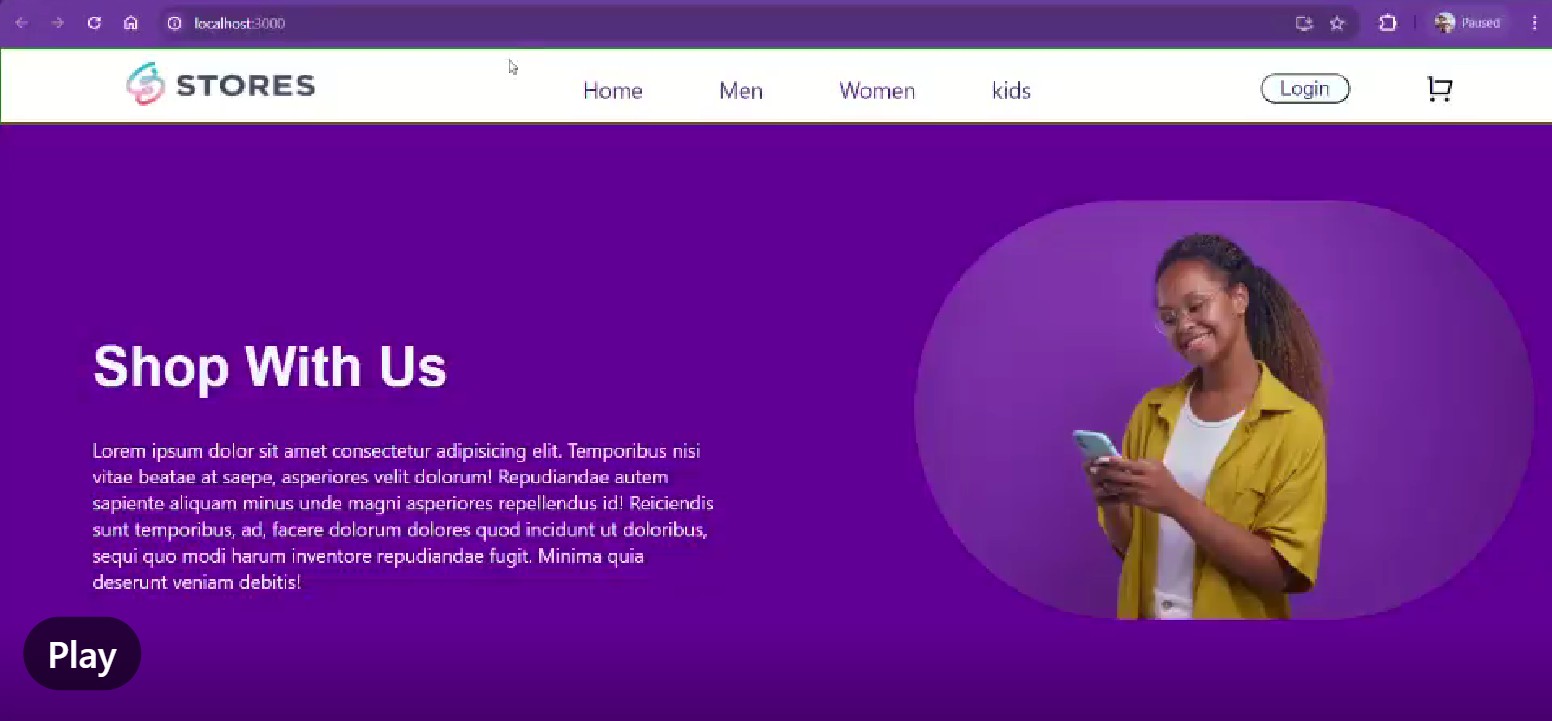 localhost:3000
Paused
STORES
Home Men Women kids Login
Shop With Us
Lorem ipsum dolor sit amet consectetur adipisicing elit. Temporibus nisi
vitae beatae at saepe, asperiores velit dolorum! Repudiandae autem
sapiente aliquam minus unde magni asperiores repellendus id! Reiciendis
sunt temporibus, ad, facere dolorum dolores quod incidunt ut doloribus,
sequi quo modi harum inventore repudiandae fugit. Minima quia
deserunt veniam debitis!
Play